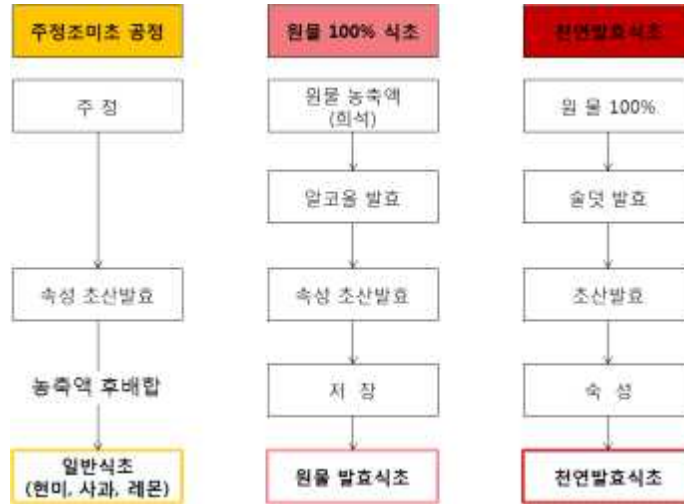 주정조미초 공정
주 정
속성 초산발효
농축액 후배합
일반식초
(현미, 사과, 레몬)
원물 100% 식초
원물 농축액
(희석)
알코올 발효
속성 초산발효
저 장
원물 발효식초
천연발효식초
원 물 100%
술덧 발효
초산발효
숙 성
천연발효식초